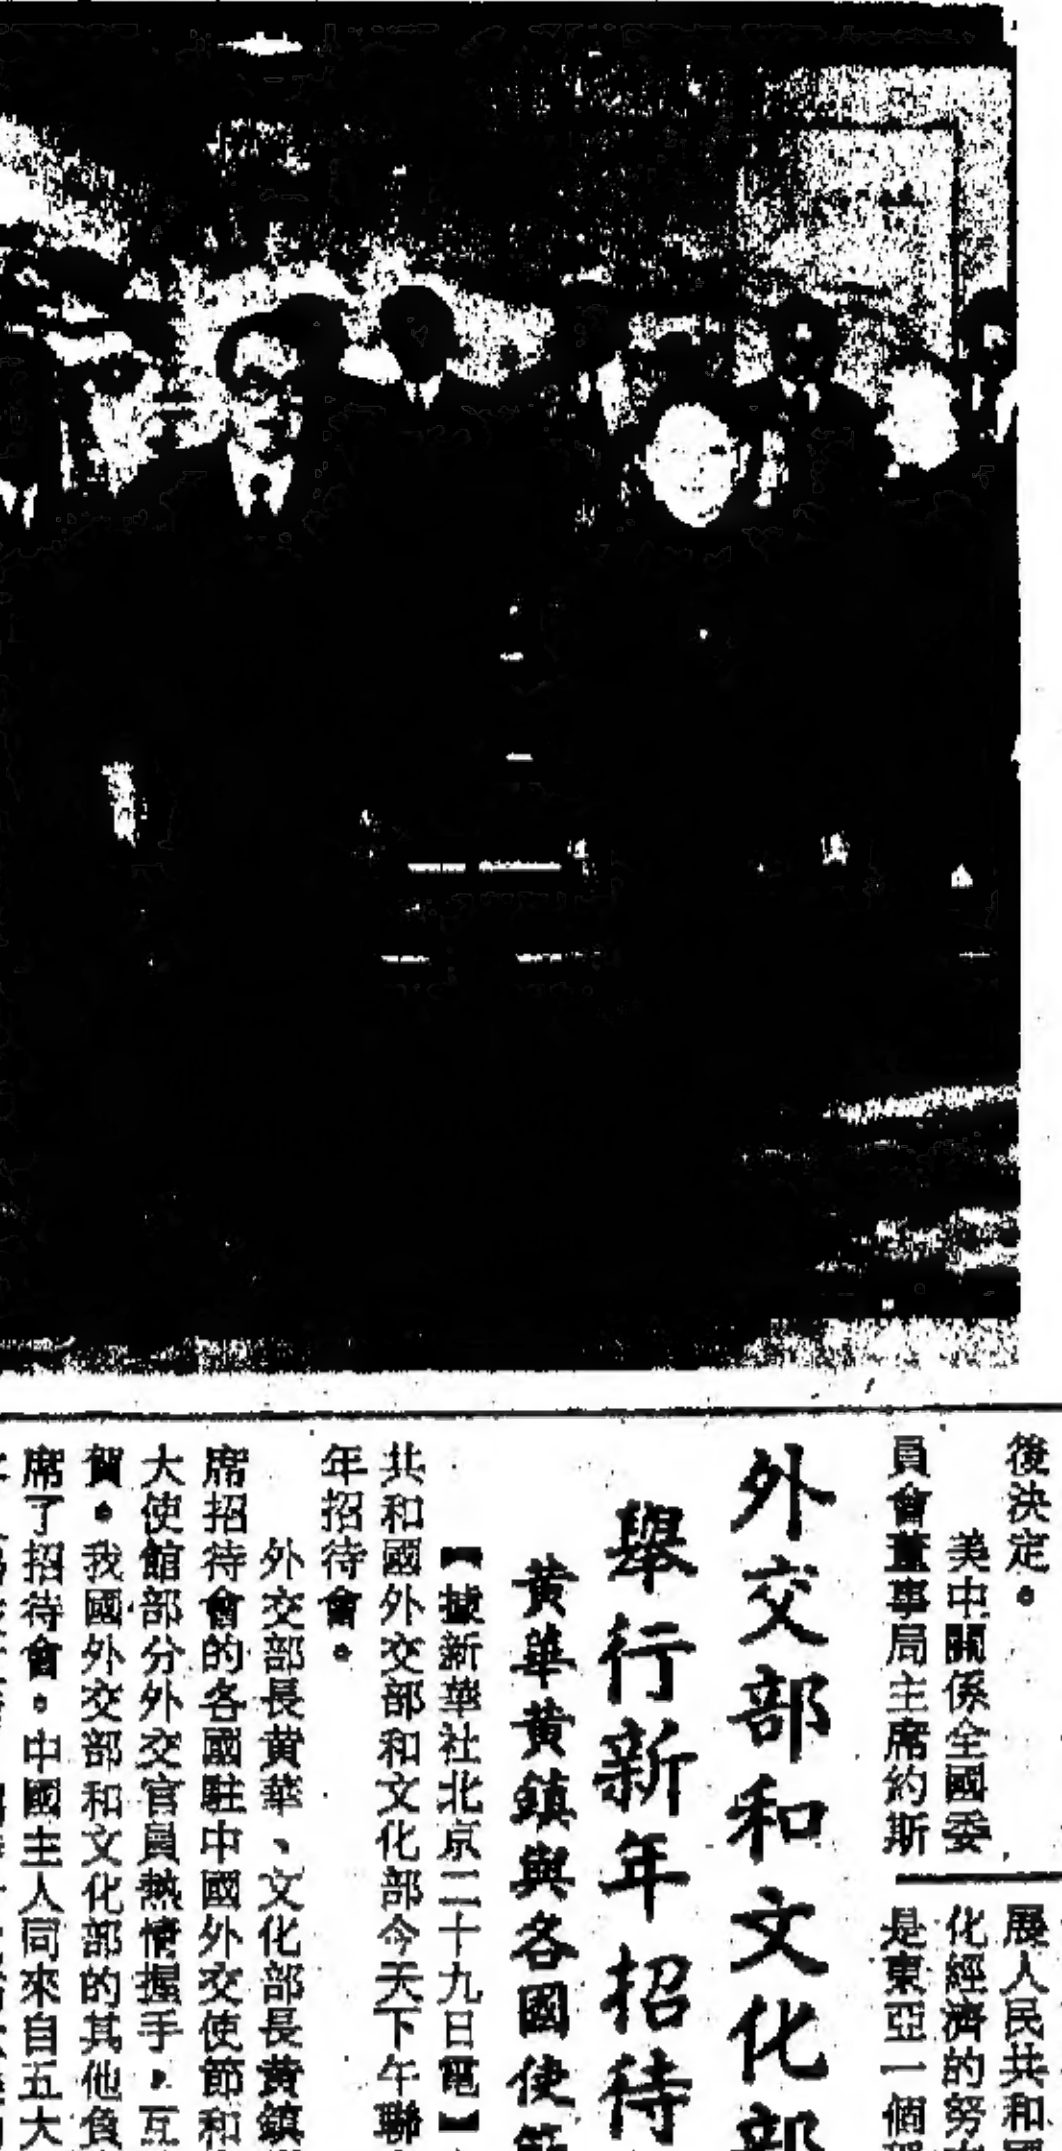 後決定。
美中關係全國委
員會董事局主席約斯
展人民共和國
化經濟的努
是東亞一個
外交部和文化部
舉行新年招待
黃華黃鎮與各國使節
【據新華社北京二十九日電】
共和國外交部和文化部今天下午聯
年招待會。
外交部長黃華、文化部長黃鎮
席招待會的各國駐中國外交使節和
大使館部分外交官員熱情握手，互
賀。我國外交部和文化部的其他負
席了招待會。中國主人同來自五大